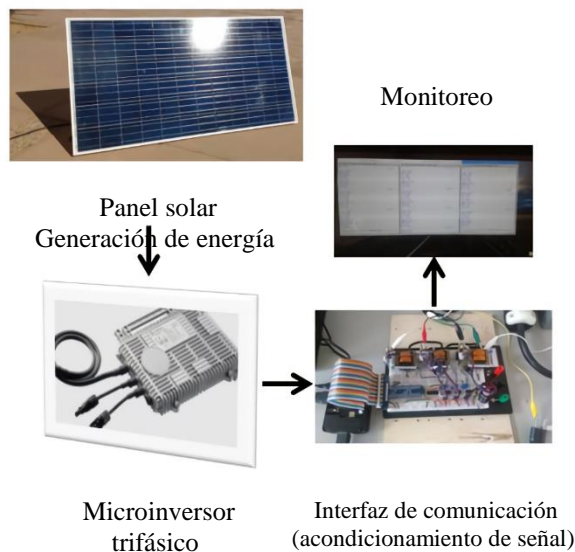 Monitoreo
Panel solar
Generación de energía
Microinversor
trifásico
Interfaz de comunicación
(acondicionamiento de señal)